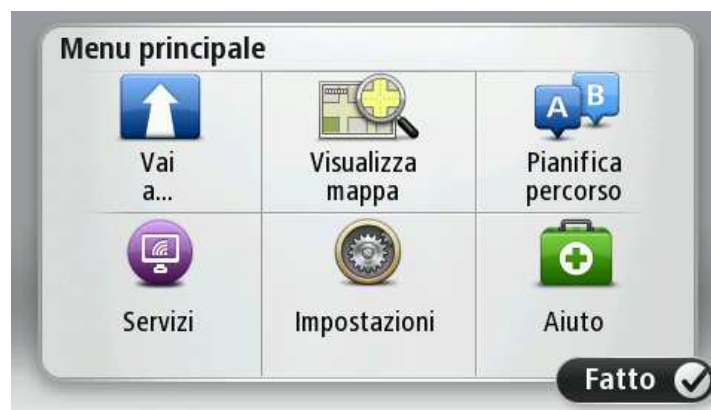 Menu principale
Vai
a...
Visualizza
mappa
A B
Pianifica
percorso
Servizi
Impostazioni
Aiuto
Fatto